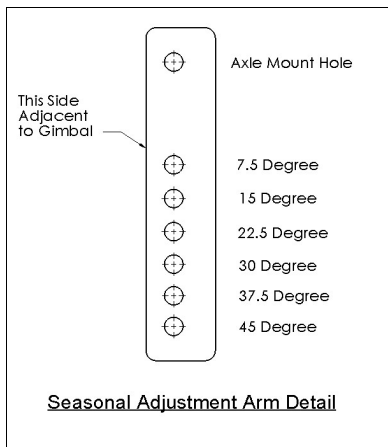 Axle Mount Hole
This Side
Adjacent
to Gimbal
7.5 Degree
15 Degree
22.5 Degree
30 Degree
37.5 Degree
45 Degree
Seasonal Adjustment Arm Detail